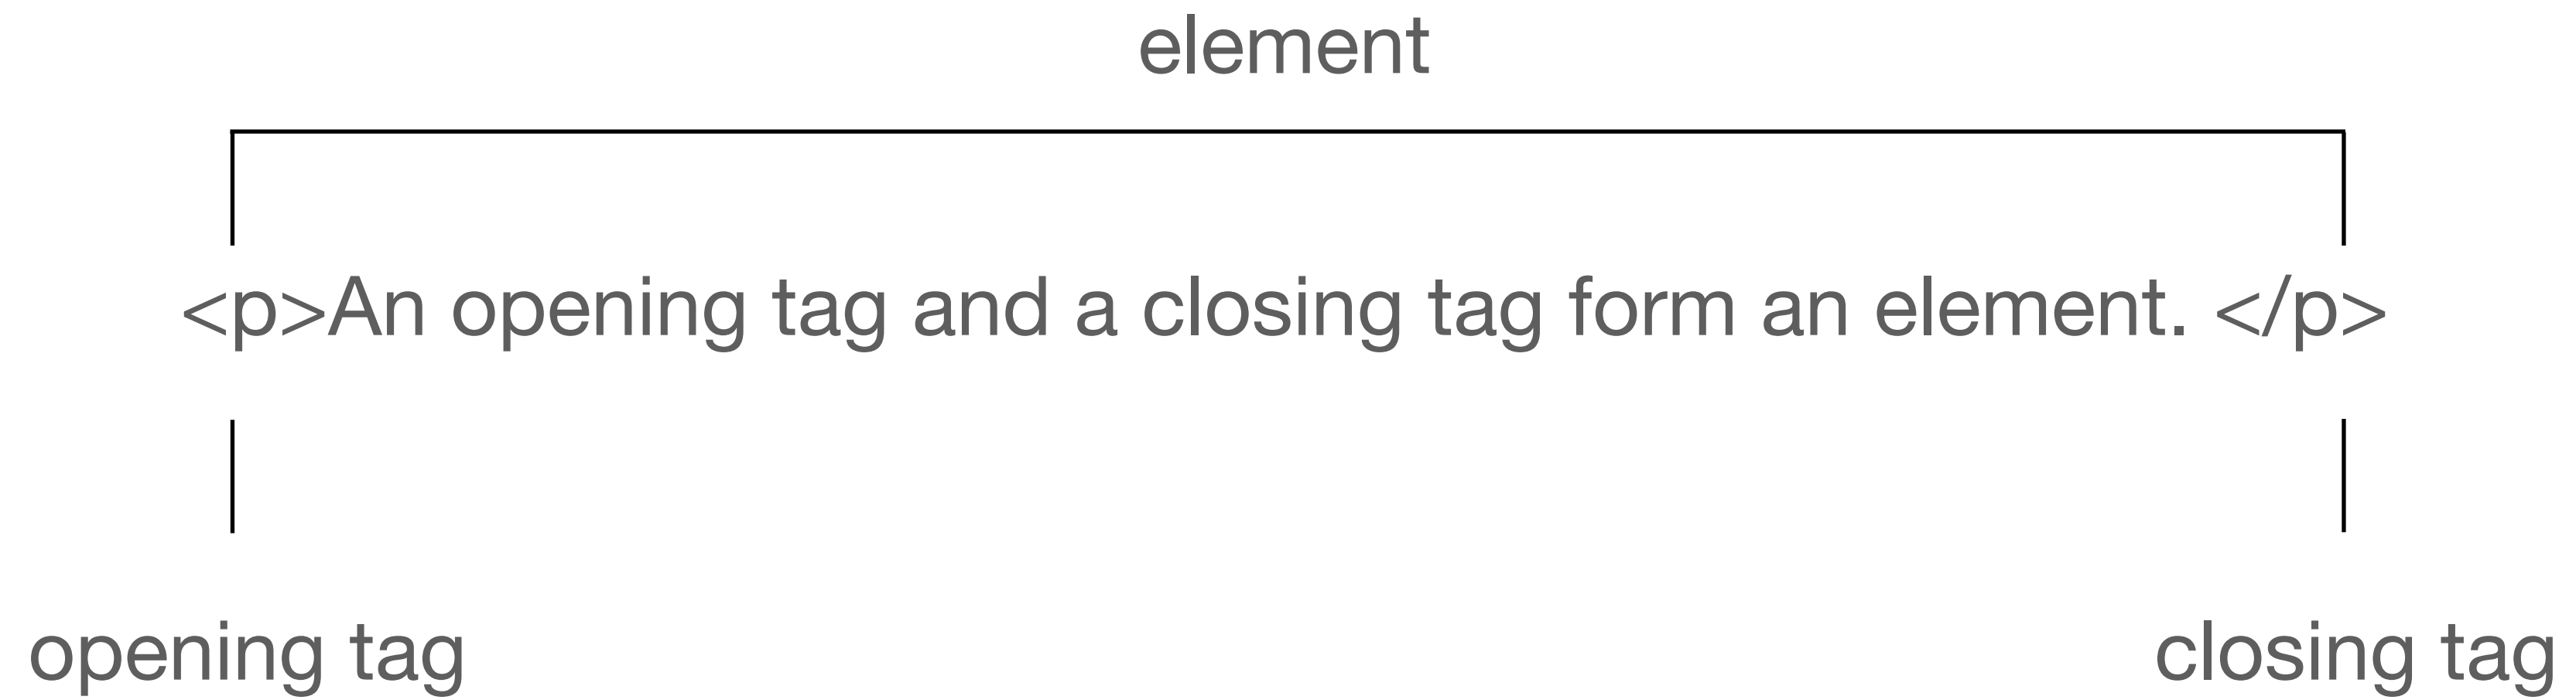 element
<p>An opening tag and a closing tag form an element. </p>
opening tag
closing tag